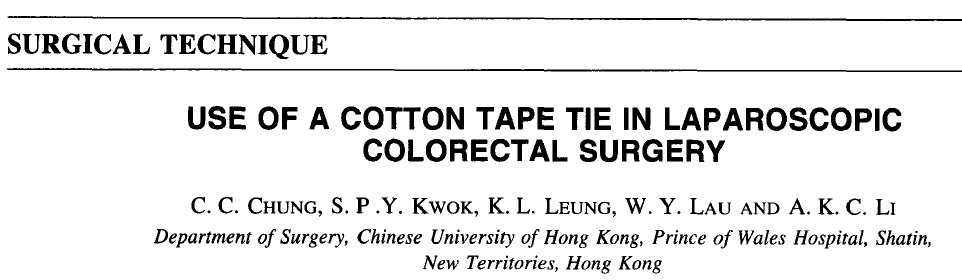 SURGICAL TECHNIQUE
USE OF A COTTON TAPE TIE IN LAPAROSCOPIC
COLORECTAL SURGERY
C. C. CHUNG, S. P .Y. KWOK, K. L. LEUNG, W. Y. LAU AND A. K. C. LI
Department of Surgery, Chinese University of Hong Kong, Prince of Wales Hospital, Shatin,
New Territories, Hong Kong